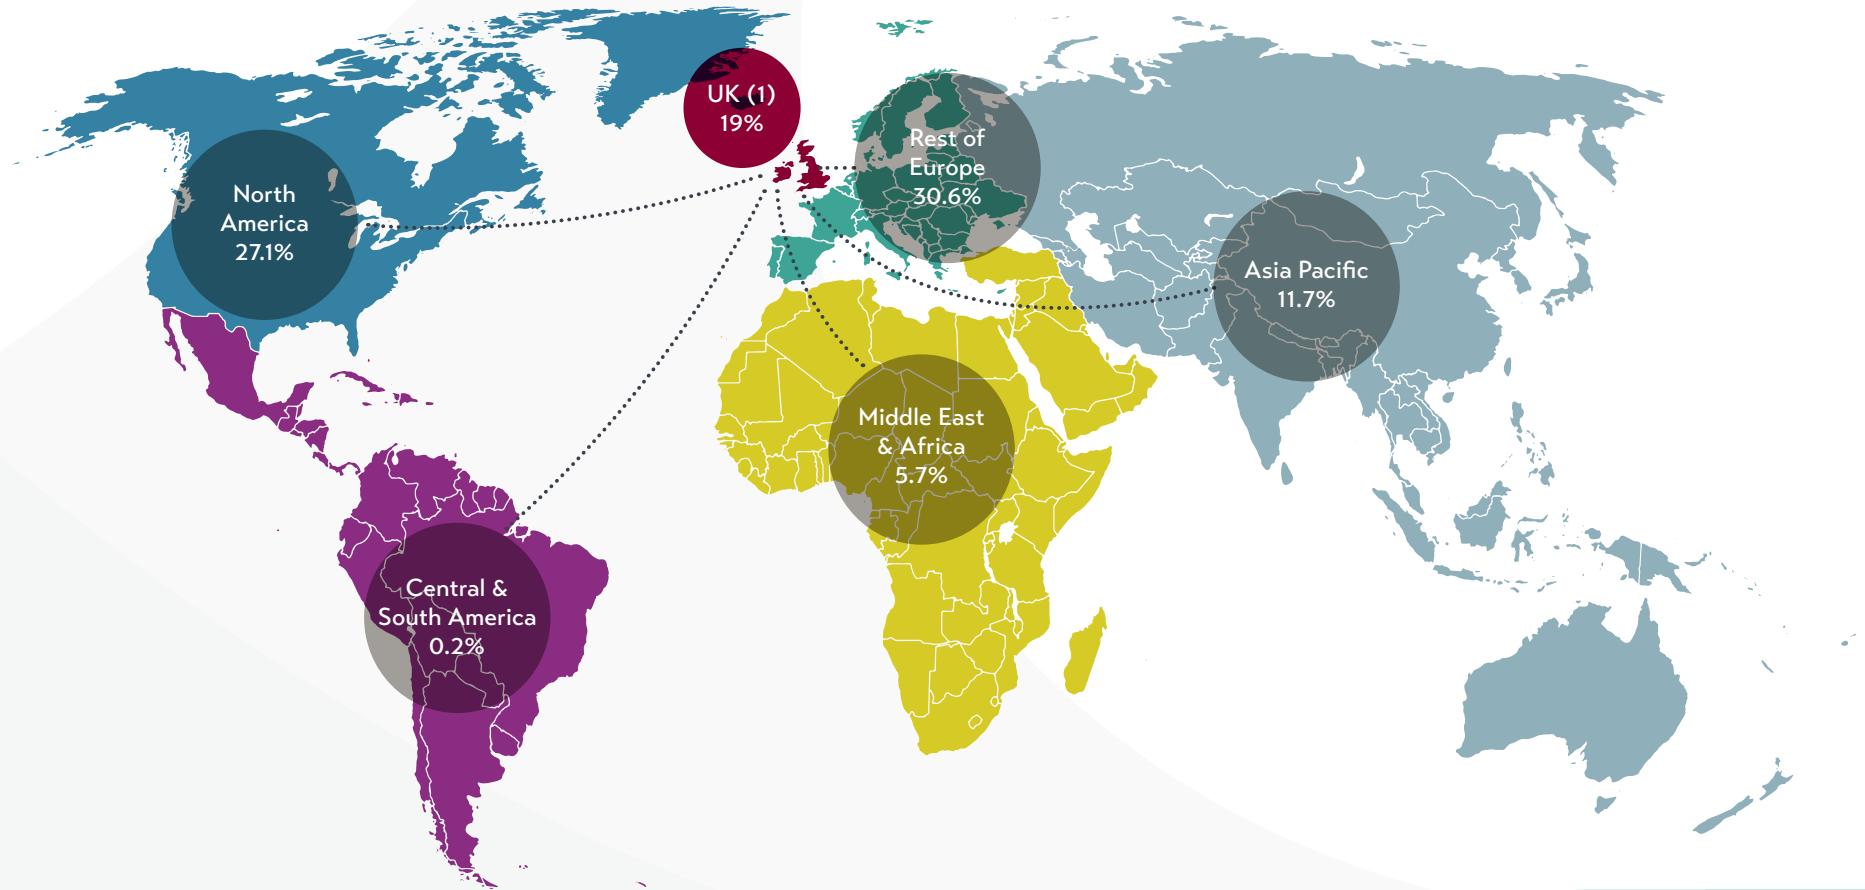 UK (1)
19%
Rest of
Europe
30.6%
North
America
27.1%
Asia Pacific
11.7%
Middle East
& Africa
5.7%
Central &
South America
0.2%